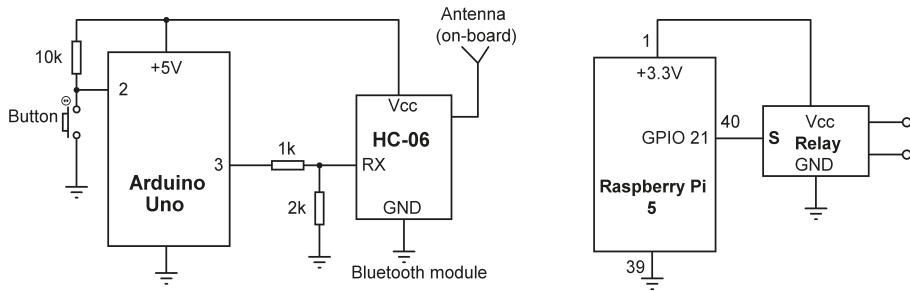 Antenna
(on-board)
10k
+5V
2
Button
3
Arduino
Uno
1k
2k
Vcc
HC-06
RX
GND
Bluetooth module
1
+3.3V
GPIO 21
40
Raspberry Pi
5
39
S
Vcc
Relay
GND